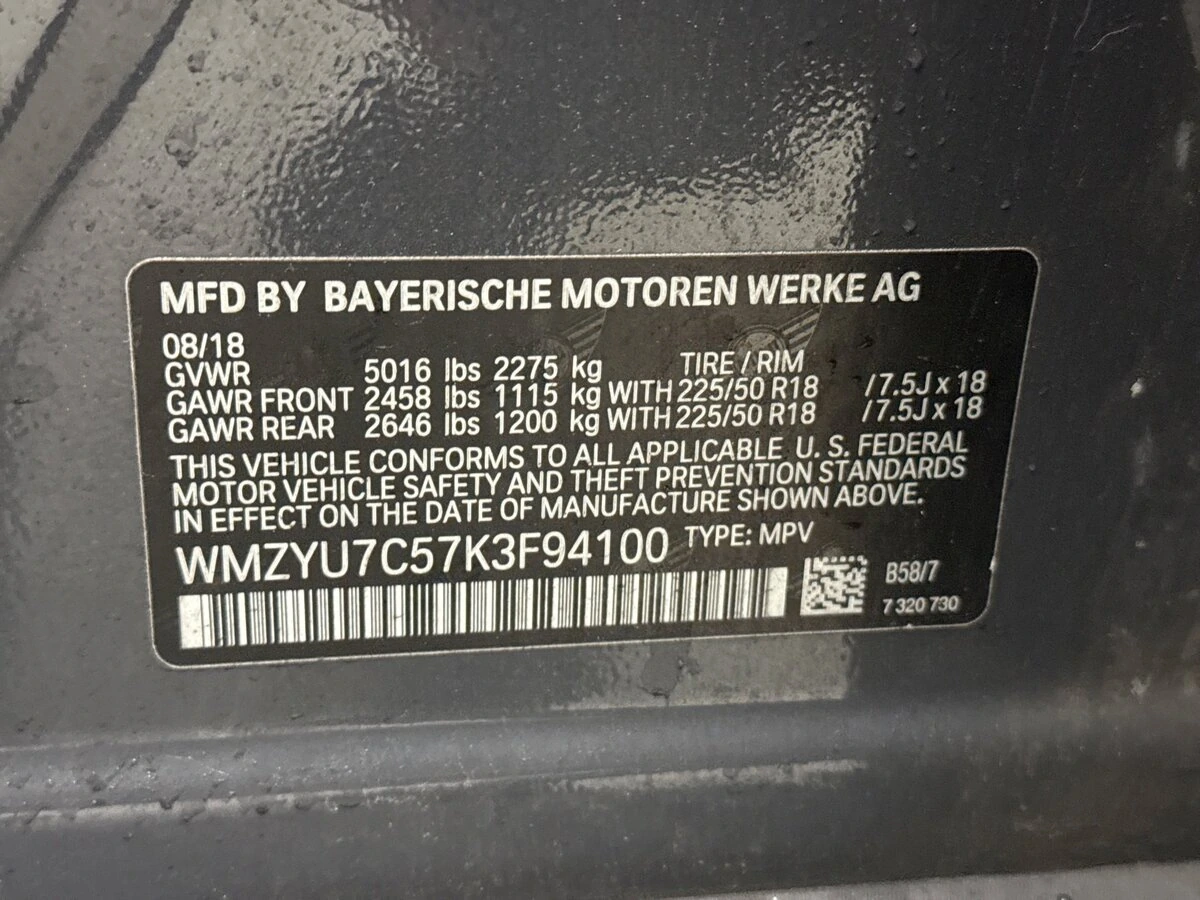 MFD BY BAYERISCHE MOTOREN WERKE AG
08/18
GVWR 5016 lbs 2275 kg TIRE / RIM
GAWR FRONT 2458 lbs 1115 kg WITH 225/50 R18 /7.5J x 18
GAWR REAR 2646 lbs 1200 kg WITH 225/50 R18 /7.5J x 18
THIS VEHICLE CONFORMS TO ALL APPLICABLE U. S. FEDERAL
MOTOR VEHICLE SAFETY AND THEFT PREVENTION STANDARDS
IN EFFECT ON THE DATE OF MANUFACTURE SHOWN ABOVE.
WMZYU7C57K3F94100 TYPE: MPV
B58/7
7 320 730